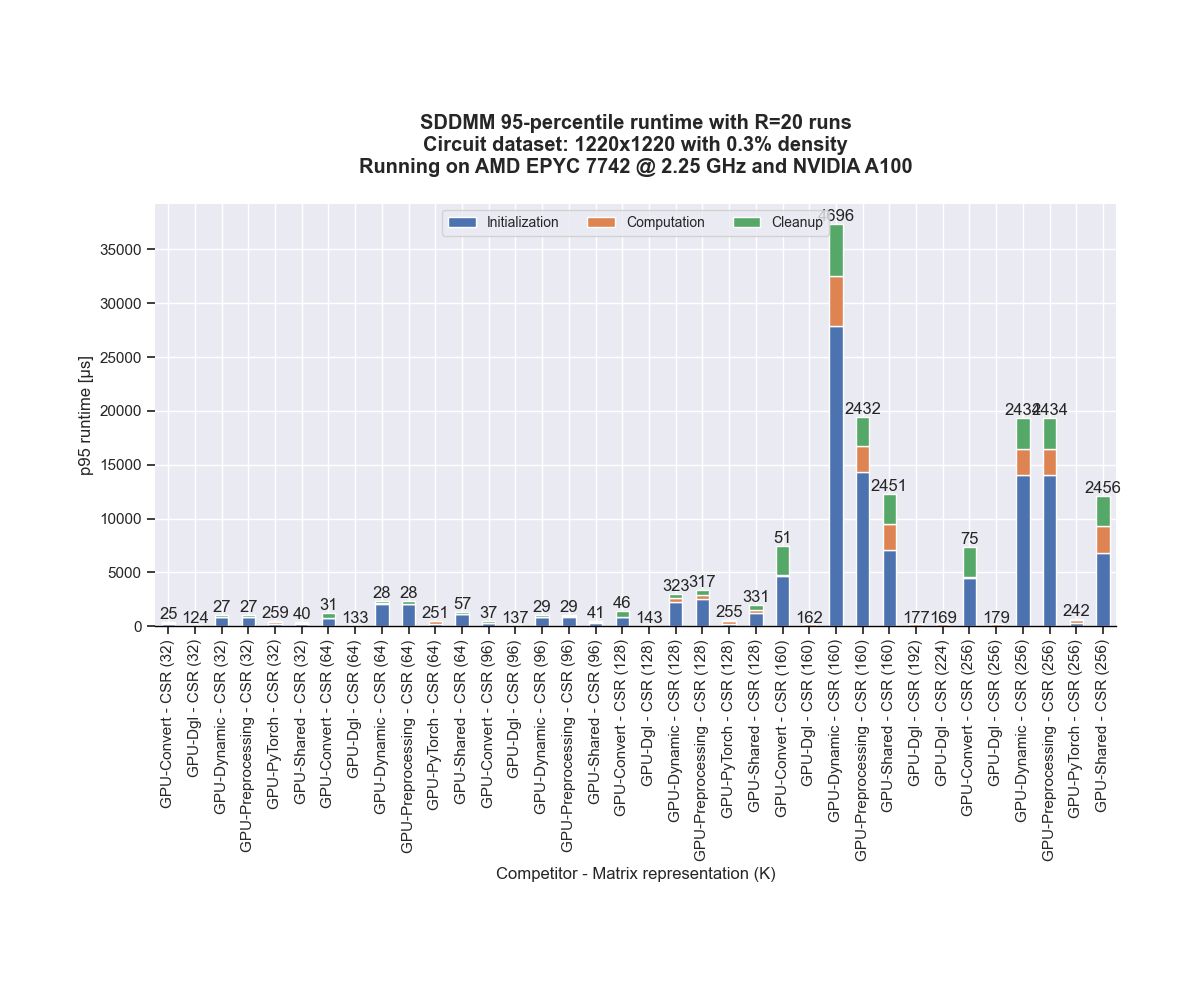 SDDMM 95-percentile runtime with R=20 runs
Circuit dataset: 1220x1220 with 0.3% density
Running on AMD EPYC 7742 @ 2.25 GHz and NVIDIA A100
Initialization Computation Cleanup
p95 runtime [µs]
35000
30000
25000
20000
15000
10000
5000
0
25 124 27 27 259 40 31 133 28 28 251 57 37 137 29 29 41 46 143 323 317 255 331 51 162 4696 2432 2451 177 169 75 179 2434 2434 242 2456
GPU-Convert - CSR (32)
GPU-Dgl - CSR (32)
GPU-Dynamic - CSR (32)
GPU-Preprocessing - CSR (32)
GPU-PyTorch - CSR (32)
GPU-Shared - CSR (32)
GPU-Convert - CSR (64)
GPU-Dgl - CSR (64)
GPU-Dynamic - CSR (64)
GPU-Preprocessing - CSR (64)
GPU-PyTorch - CSR (64)
GPU-Shared - CSR (64)
GPU-Convert - CSR (96)
GPU-Dgl - CSR (96)
GPU-Dynamic - CSR (96)
GPU-Preprocessing - CSR (96)
GPU-Shared - CSR (96)
GPU-Convert - CSR (128)
GPU-Dgl - CSR (128)
GPU-Dynamic - CSR (128)
GPU-Preprocessing - CSR (128)
GPU-PyTorch - CSR (128)
GPU-Shared - CSR (128)
GPU-Convert - CSR (160)
GPU-Dgl - CSR (160)
GPU-Dynamic - CSR (160)
GPU-Preprocessing - CSR (160)
GPU-Shared - CSR (160)
GPU-Dgl - CSR (192)
GPU-Dgl - CSR (224)
GPU-Convert - CSR (256)
GPU-Dgl - CSR (256)
GPU-Dynamic - CSR (256)
GPU-Preprocessing - CSR (256)
GPU-PyTorch - CSR (256)
GPU-Shared - CSR (256)
Competitor - Matrix representation (K)